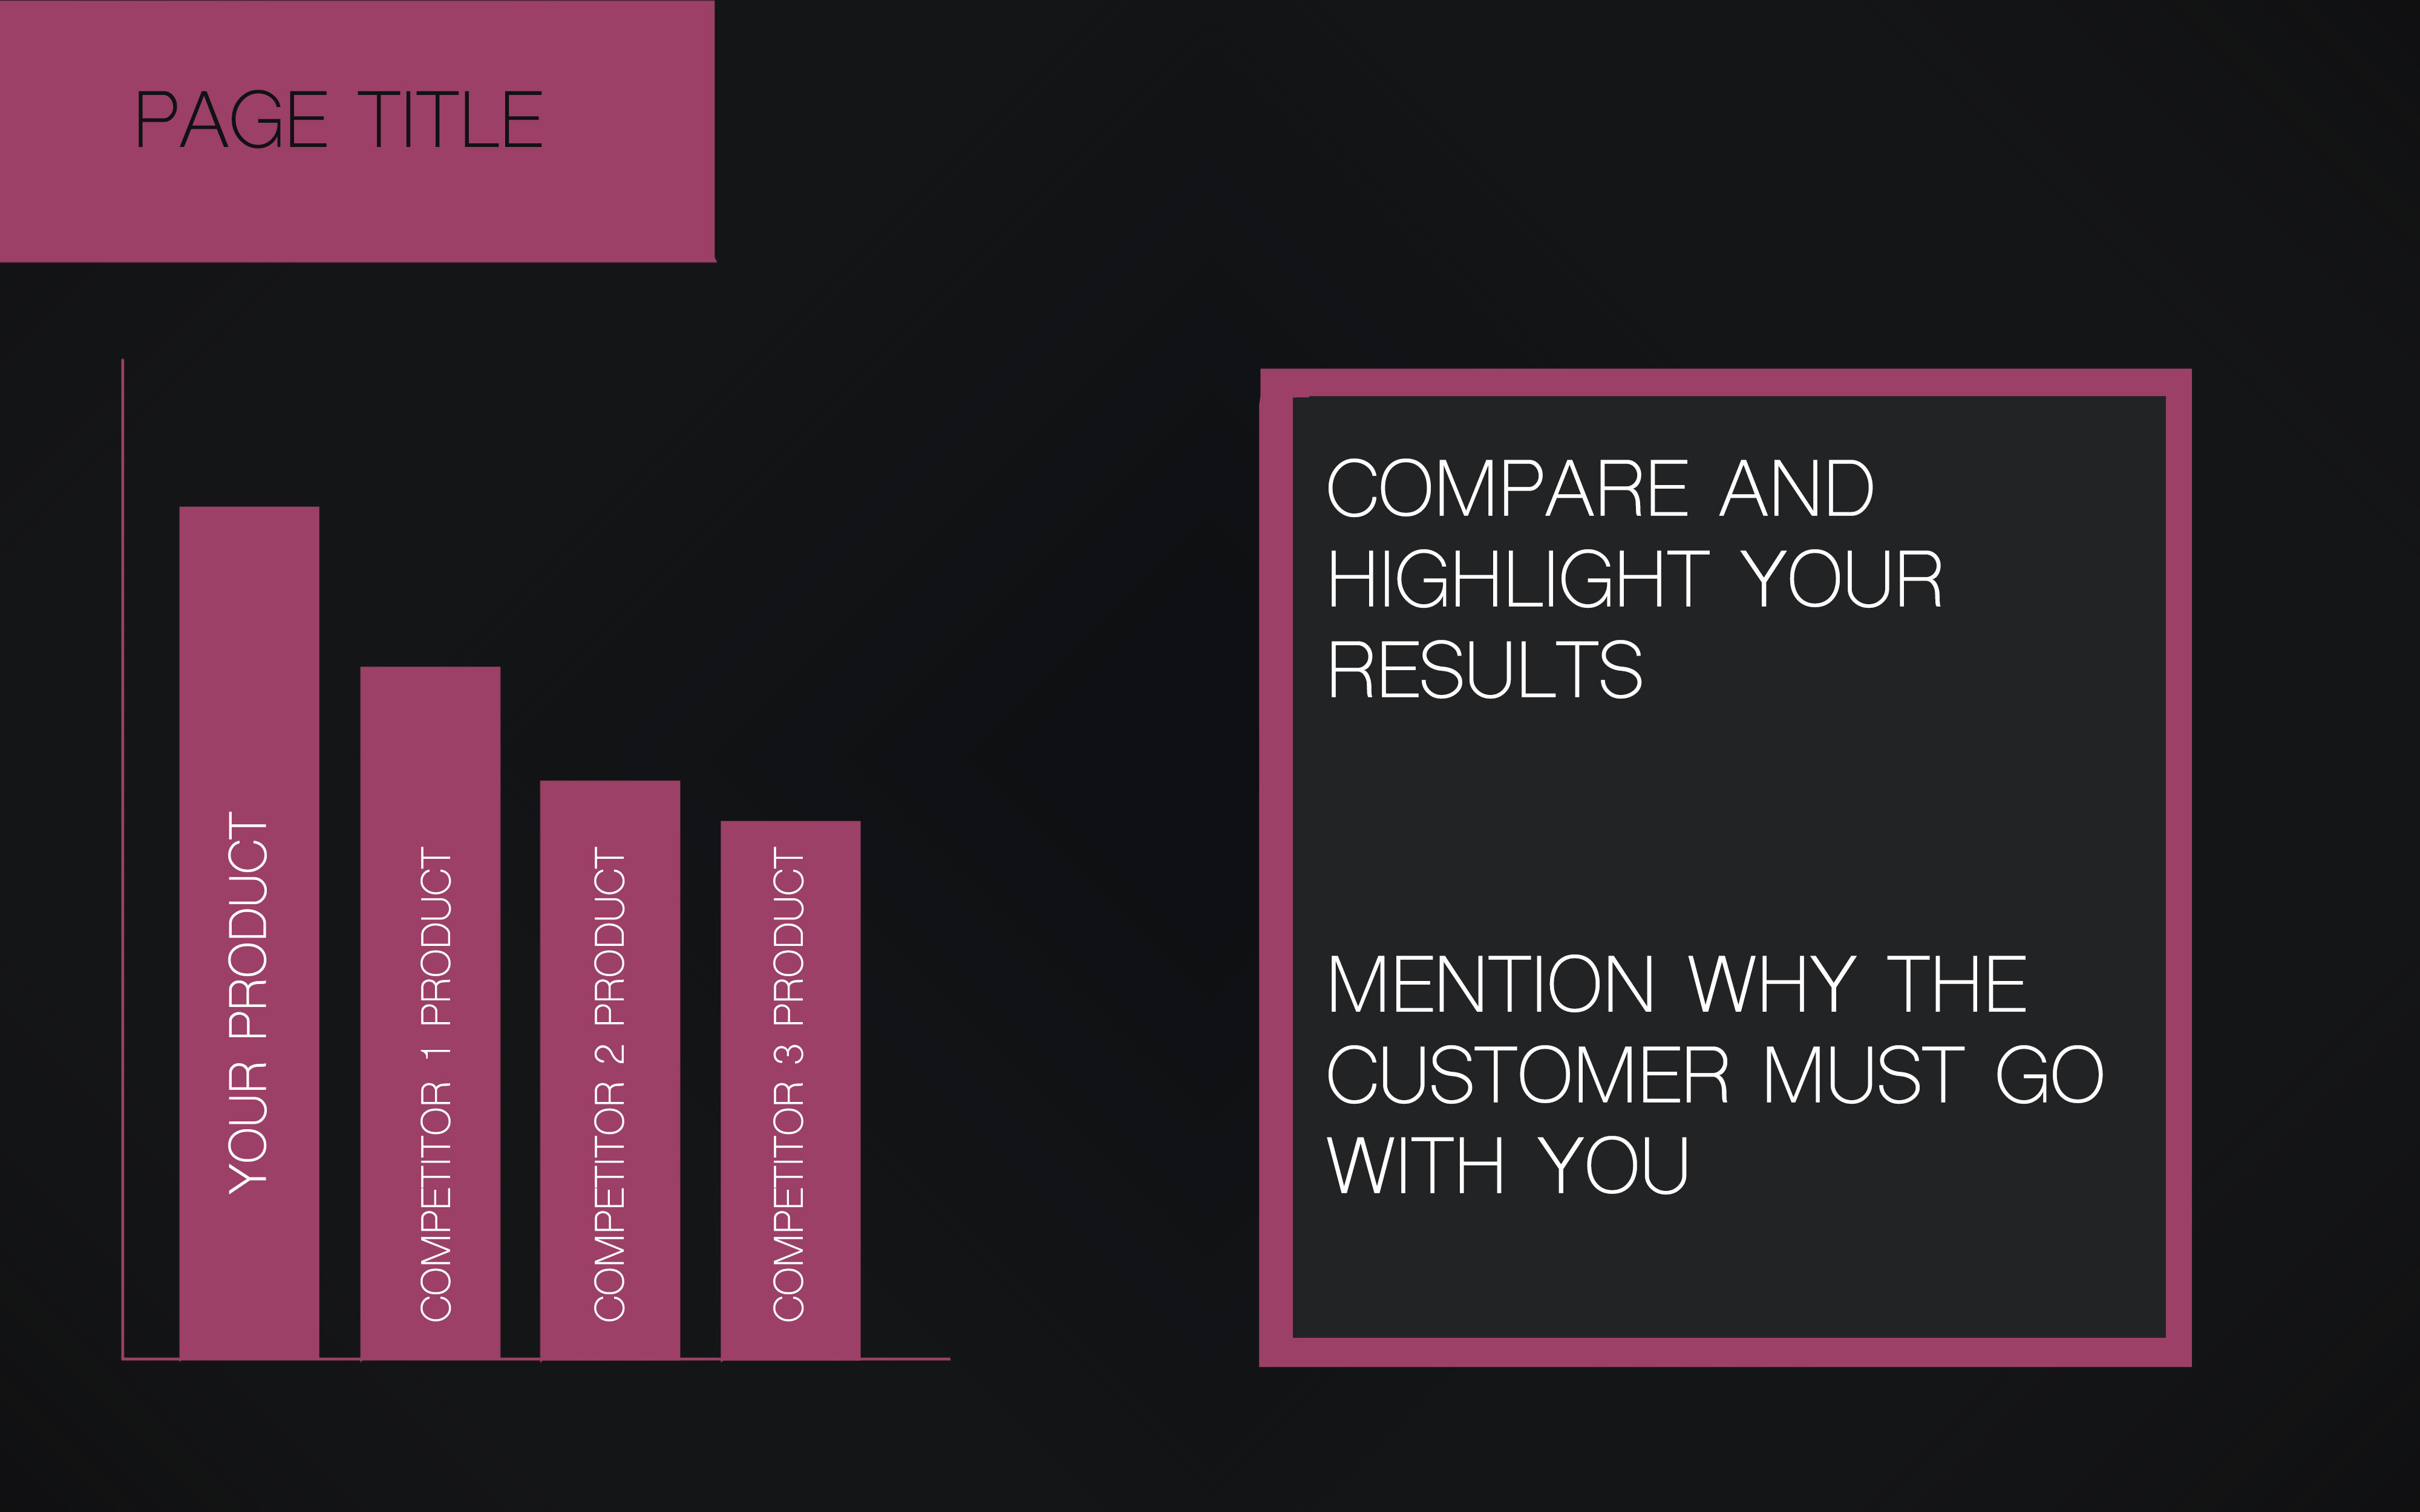 PAGE TITLE
YOUR PRODUCT
COMPETITOR 1 PRODUCT
COMPETITOR 2 PRODUCT
COMPETITOR 3 PRODUCT
COMPARE AND
HIGHLIGHT YOUR
RESULTS
MENTION WHY THE
CUSTOMER MUST GO
WITH YOU